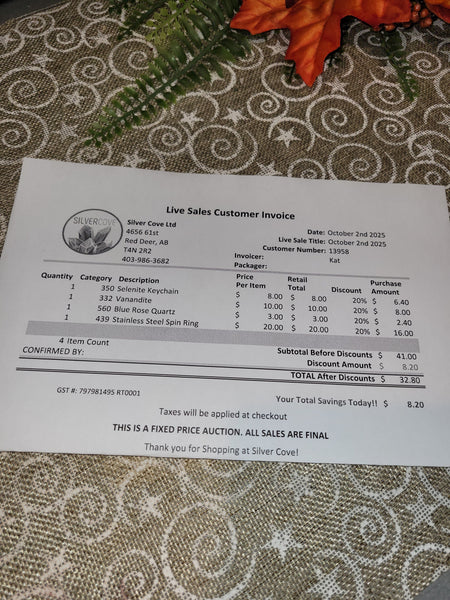 Live Sales Customer Invoice
SILVERCOVE
Silver Cove Ltd
4656 61st
Red Deer, AB
T4N 2R2
403-986-3682
Date: October 2nd 2025
Live Sale Title: October 2nd 2025
Customer Number: 13958
Invoicer: Kat
Packager:
Quantity Category Description Price Per Item Retail Total Discount Purchase Amount
1 350 Selenite Keychain $ 8.00 $ 8.00 20% $ 6.40
1 332 Vanandite $ 10.00 $ 10.00 20% $ 8.00
1 560 Blue Rose Quartz $ 3.00 $ 3.00 20% $ 2.40
1 439 Stainless Steel Spin Ring $ 20.00 $ 20.00 20% $ 16.00
4 Item Count
Subtotal Before Discounts $ 41.00
CONFIRMED BY:
Discount Amount $ 8.20
TOTAL After Discounts $ 32.80
GST #: 797981495 RT0001
Your Total Savings Today!! $ 8.20
Taxes will be applied at checkout
THIS IS A FIXED PRICE AUCTION. ALL SALES ARE FINAL
Thank you for Shopping at Silver Cove!